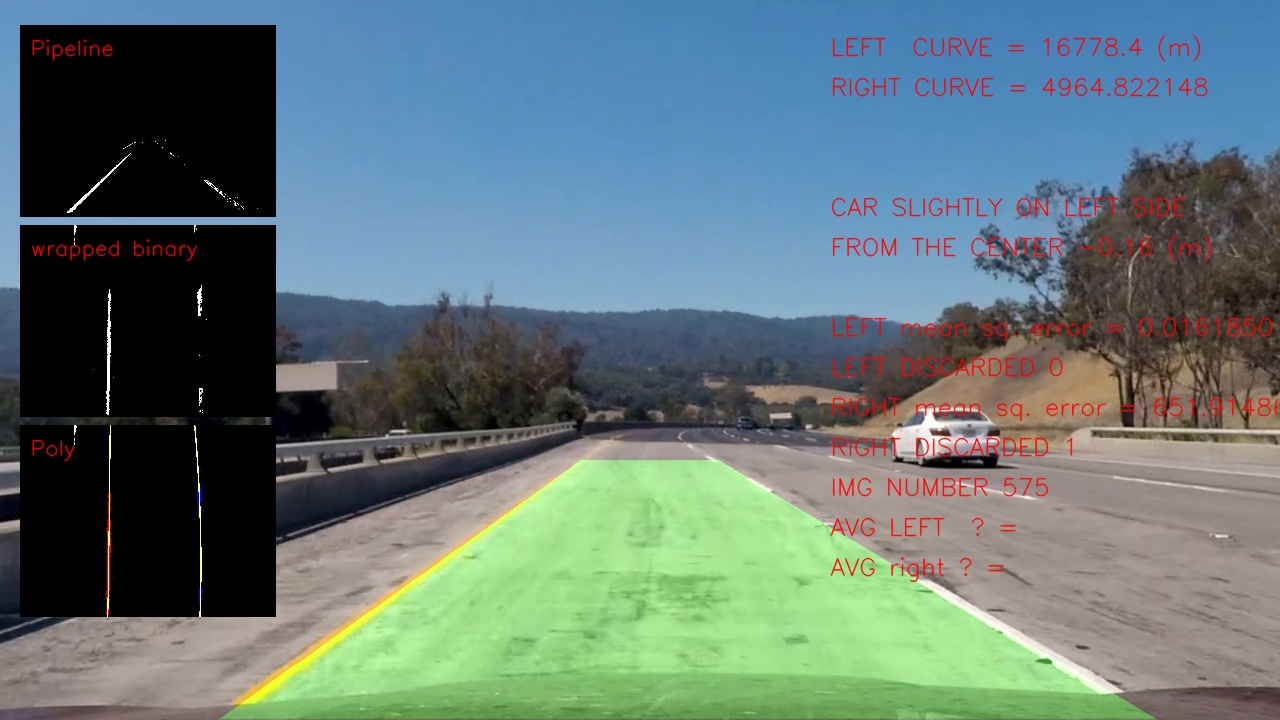 Pipeline
wrapped binary
Poly
LEFT  CURVE = 16778.4 (m)
RIGHT CURVE = 4964.822148
CAR SLIGHTLY ON LEFT SIDE
FROM THE CENTER -0.16 (m)
LEFT mean sq. error = 0.0161850
LEFT DISCARDED 0
RIGHT mean sq. error = 651.91486
RIGHT DISCARDED 1
IMG NUMBER 575
AVG LEFT  ? =
AVG right ? =